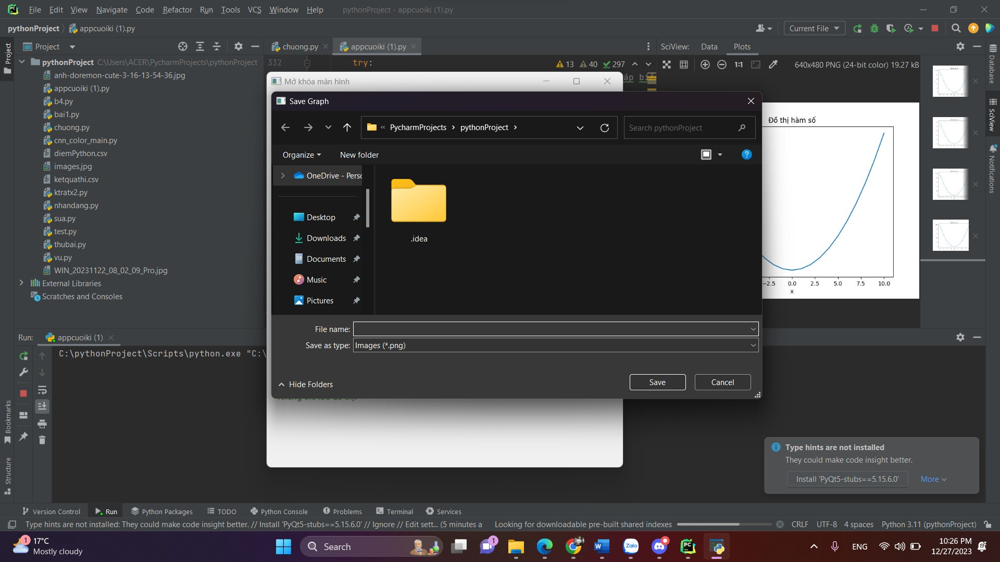 File Edit View Navigate Code Refactor Run Tools VCS Window Help pythonProject - appcuoiki (1).py
pythonProject appcuoiki (1).py
Current File
Project
chuong.py
appcuoiki (1).py
SciView: Data Plots
pythonProject C:\Users\ACER\PycharmProjects\pythonProject
anh-doremon-cute-3-16-13-54-36.jpg
appcuoiki (1).py
b4.py
bai1.py
chuong.py
cnn_color_main.py
diemPython.csv
images.jpg
ketquathi.csv
ktratx2.py
nhandang.py
sua.py
test.py
thubai.py
vu.py
WIN_20231122_08_02_09_Pro.jpg
External Libraries
Scratches and Consoles
332
try:
13 40 297
1:1
640x480 PNG (24-bit color) 19.27 kB
Mở khóa màn hình
Save Graph
« PycharmProjects › pythonProject ›
Search pythonProject
Organize
New folder
?
OneDrive - Perso
Desktop
Downloads
Documents
Music
Pictures
.idea
File name:
Save as type: Images (*.png)
Hide Folders
Save
Cancel
Đồ thị hàm số
−2.5 0.0 2.5 5.0 7.5 10.0
x
Project
Bookmarks
Structure
Database
SciView
Notifications
Run: appcuoiki (1)
C:\pythonProject\Scripts\python.exe "C:\
Type hints are not installed
They could make code insight better.
Install 'PyQt5-stubs==5.15.6.0'
More
Version Control Run Python Packages TODO Python Console Problems Terminal Services
Type hints are not installed: They could make code insight better. // Install 'PyQt5-stubs==5.15.6.0' // Ignore // Edit sett... (5 minutes a
Looking for downloadable pre-built shared indexes
CRLF UTF-8 4 spaces Python 3.11 (pythonProject)
1
17°C
Mostly cloudy
Search
1
Zalo
ENG
10:26 PM
12/27/2023